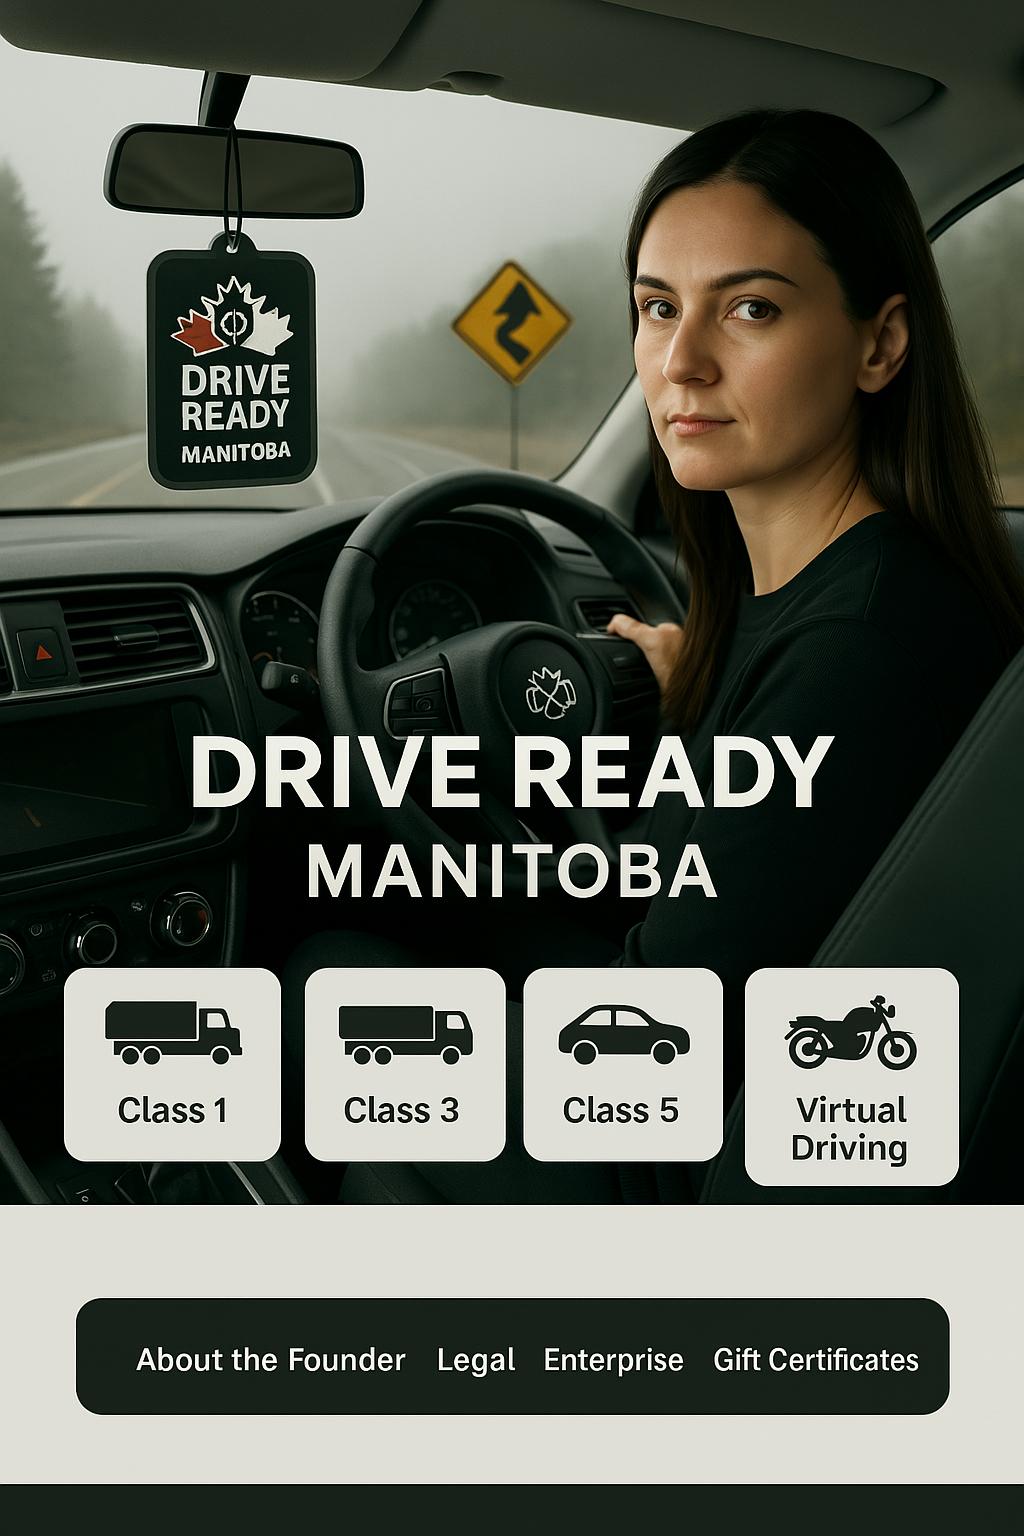 DRIVE
READY
MANITOBA
DRIVE READY
MANITOBA
Class 1
Class 3
Class 5
Virtual
Driving
About the Founder
Legal
Enterprise
Gift Certificates